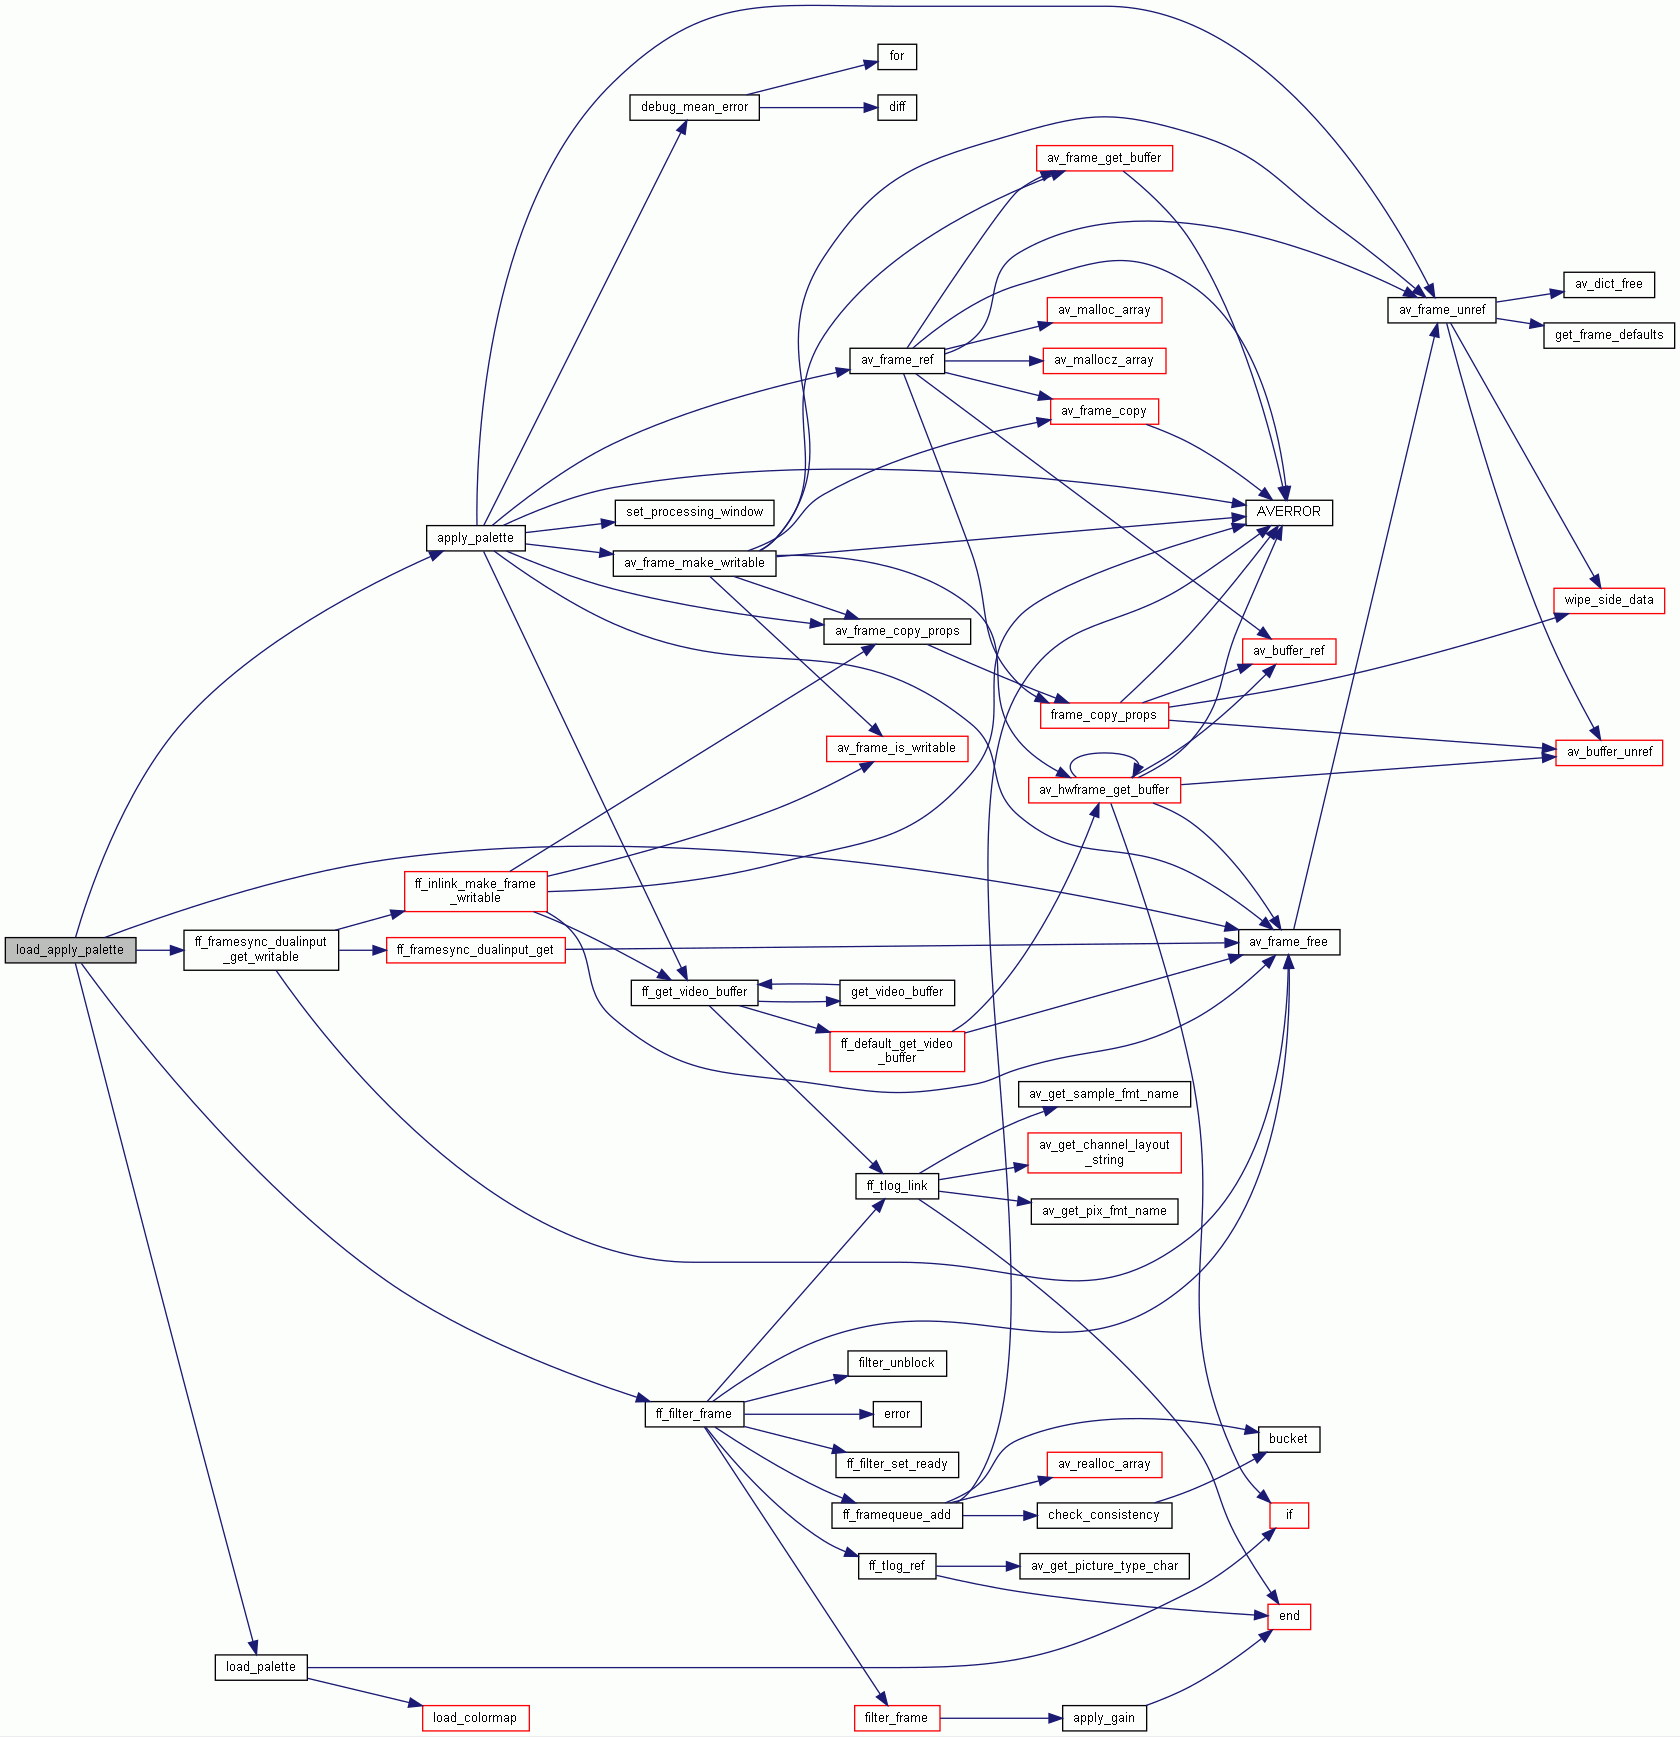 for
debug_mean_error
diff
av_frame_get_buffer
av_dict_free
av_malloc_array
av_frame_unref
get_frame_defaults
av_frame_ref
av_mallocz_array
av_frame_copy
set_processing_window
AVERROR
apply_palette
av_frame_make_writable
wipe_side_data
av_frame_copy_props
av_buffer_ref
frame_copy_props
av_frame_is_writable
av_buffer_unref
av_hwframe_get_buffer
ff_inlink_make_frame
_writable
load_apply_palette
ff_framesync_dualinput
_get_writable
ff_framesync_dualinput_get
av_frame_free
ff_get_video_buffer
get_video_buffer
ff_default_get_video
_buffer
av_get_sample_fmt_name
av_get_channel_layout
_string
ff_tlog_link
av_get_pix_fmt_name
filter_unblock
ff_filter_frame
error
bucket
ff_filter_set_ready
av_realloc_array
ff_framequeue_add
check_consistency
if
ff_tlog_ref
av_get_picture_type_char
end
load_palette
load_colormap
filter_frame
apply_gain